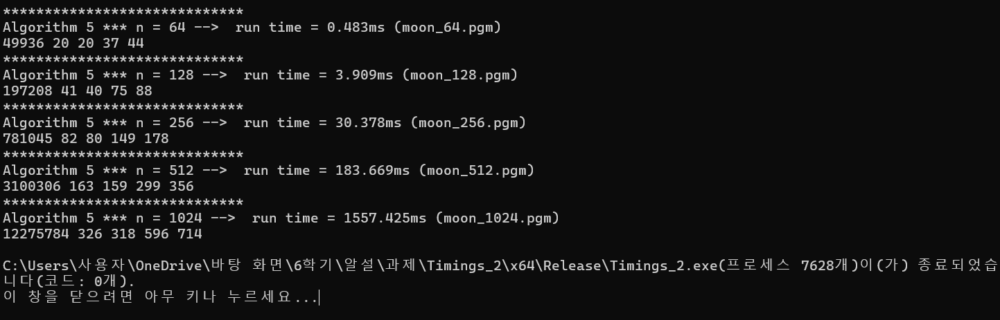 *****************************
Algorithm 5 *** n = 64 -->  run time = 0.483ms (moon_64.pgm)
49936 20 20 37 44
*****************************
Algorithm 5 *** n = 128 -->  run time = 3.909ms (moon_128.pgm)
197208 41 40 75 88
*****************************
Algorithm 5 *** n = 256 -->  run time = 30.378ms (moon_256.pgm)
781045 82 80 149 178
*****************************
Algorithm 5 *** n = 512 -->  run time = 183.669ms (moon_512.pgm)
3100306 163 159 299 356
*****************************
Algorithm 5 *** n = 1024 -->  run time = 1557.425ms (moon_1024.pgm)
12275784 326 318 596 714
C:\Users\사용자\OneDrive\바탕 화면\6학기\알설\과제\Timings_2\x64\Release\Timings_2.exe(프로세스 7628개)이(가) 종료되었습
니다(코드: 0개).
이 창을 닫으려면 아무 키나 누르세요...